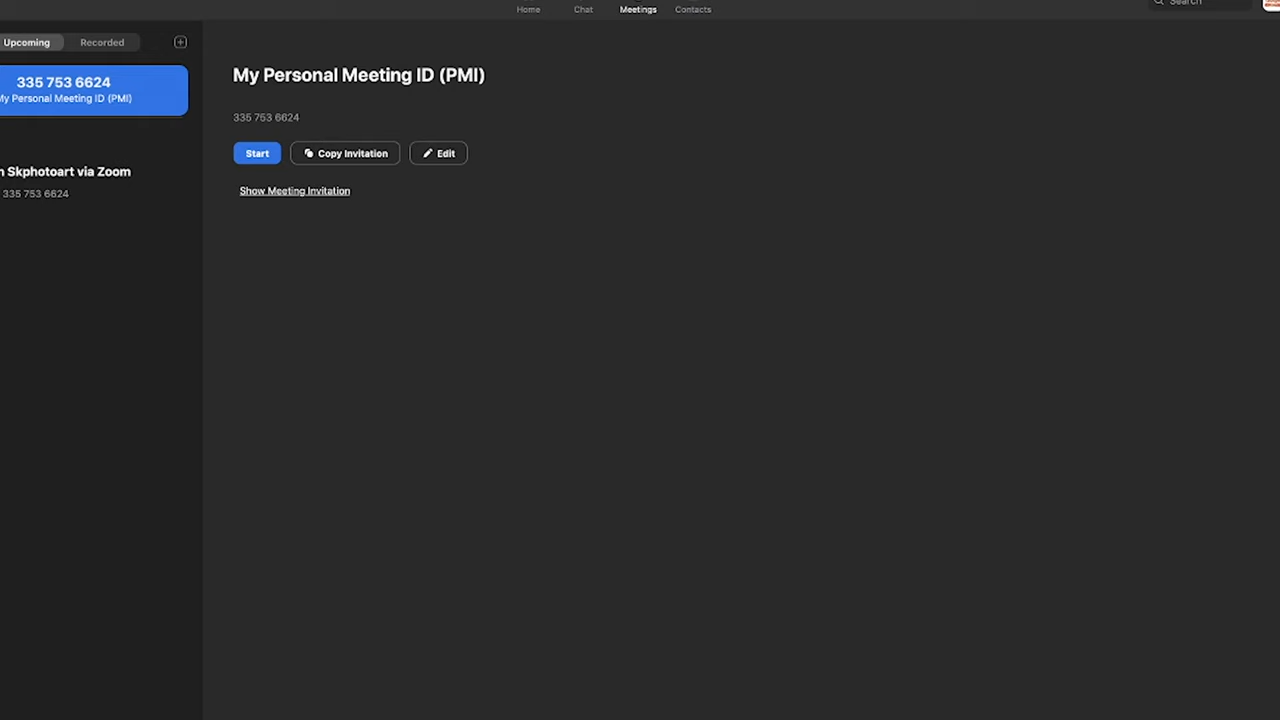 Home Chat Meetings Contacts Search
Upcoming Recorded
335 753 6624
My Personal Meeting ID (PMI)
Skphotoart via Zoom
335 753 6624
My Personal Meeting ID (PMI)
335 753 6624
Start Copy Invitation Edit
Show Meeting Invitation